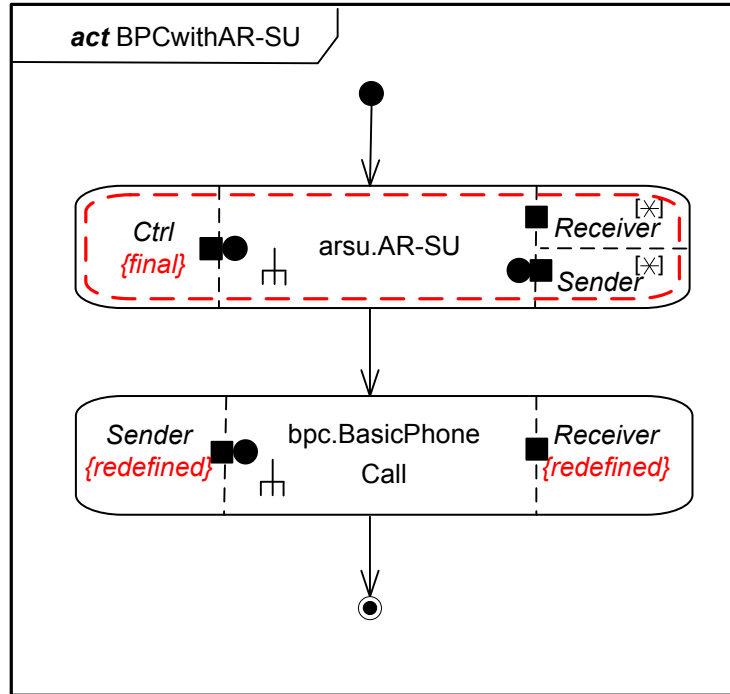 act BPCwithAR-SU
Ctrl
{final}
arsu.AR-SU
[*]
Receiver
[*]
Sender
Sender
{redefined}
bpc.BasicPhone
Call
Receiver
{redefined}